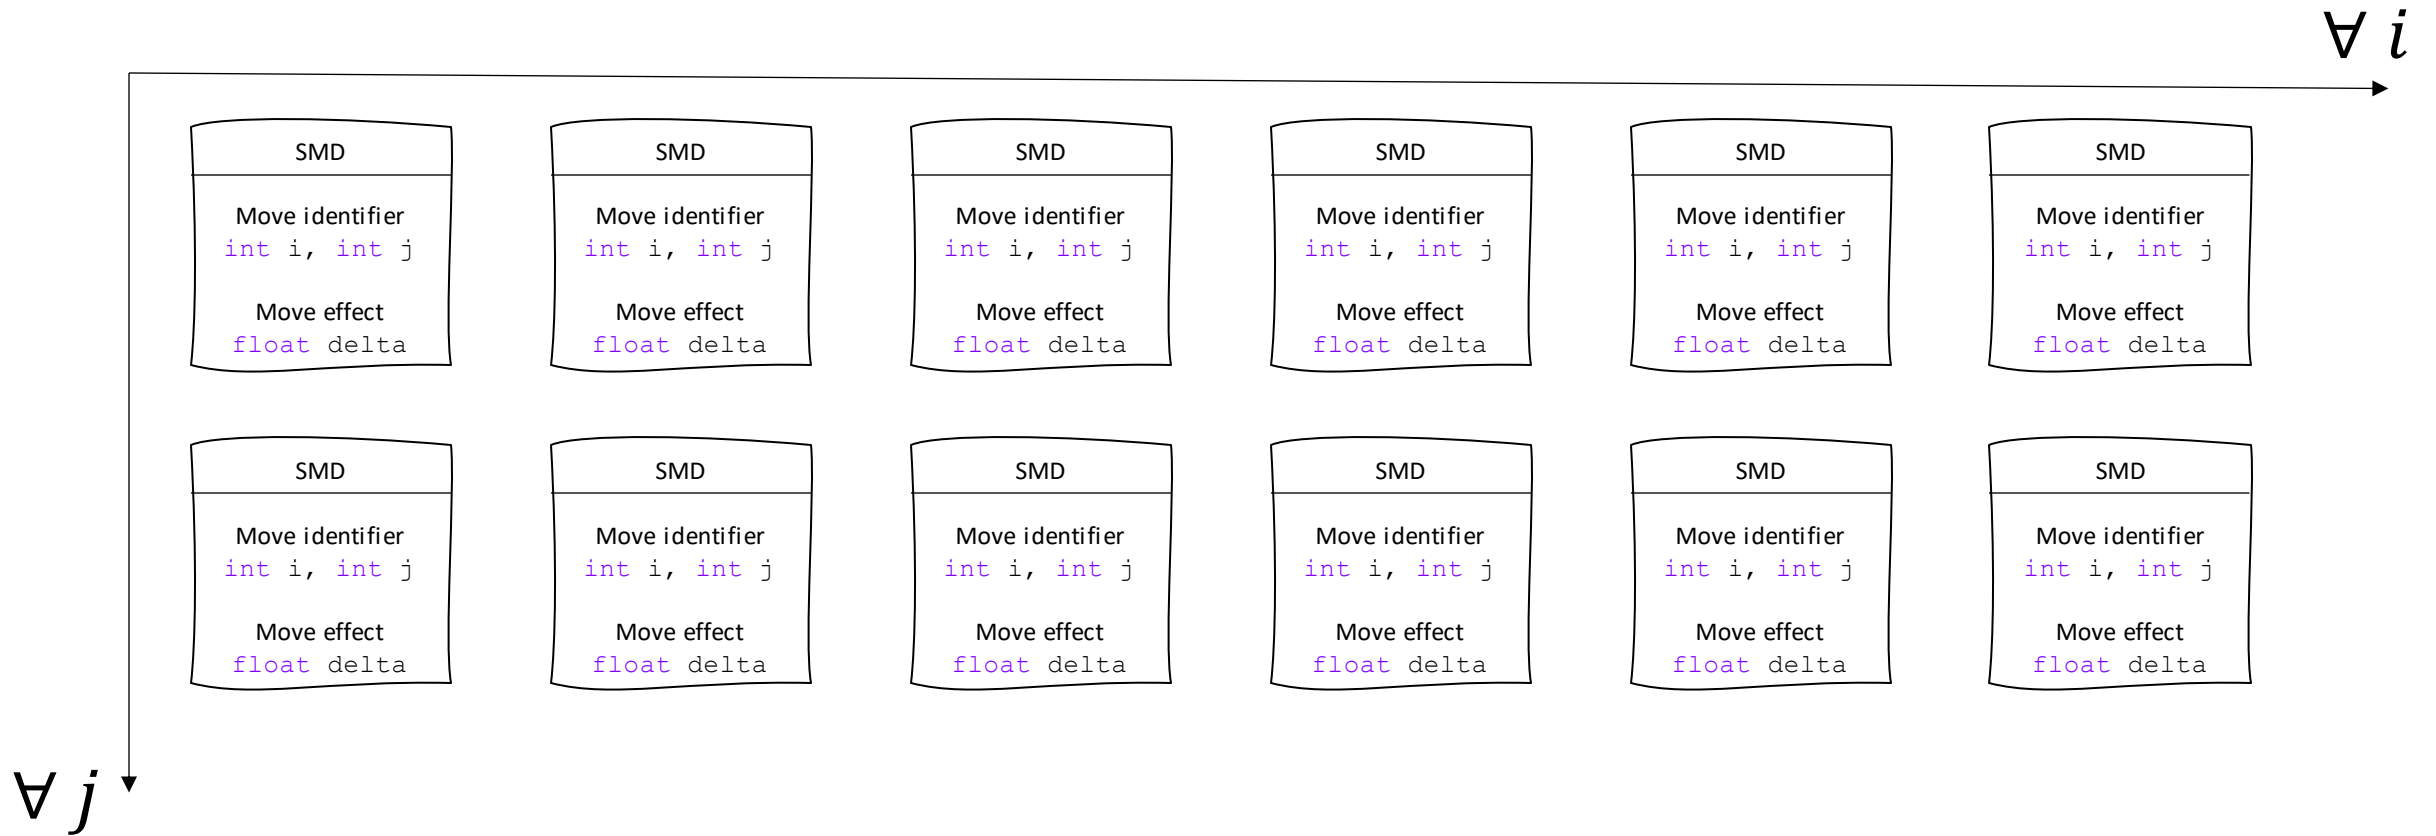 ∀ i
SMD SMD SMD SMD SMD SMD
Move identifier Move identifier Move identifier Move identifier Move identifier Move identifier
int i, int j int i, int j int i, int j int i, int j int i, int j int i, int j
Move effect Move effect Move effect Move effect Move effect Move effect
float delta float delta float delta float delta float delta float delta
SMD SMD SMD SMD SMD SMD
Move identifier Move identifier Move identifier Move identifier Move identifier Move identifier
int i, int j int i, int j int i, int j int i, int j int i, int j int i, int j
Move effect Move effect Move effect Move effect Move effect Move effect
float delta float delta float delta float delta float delta float delta
∀ j